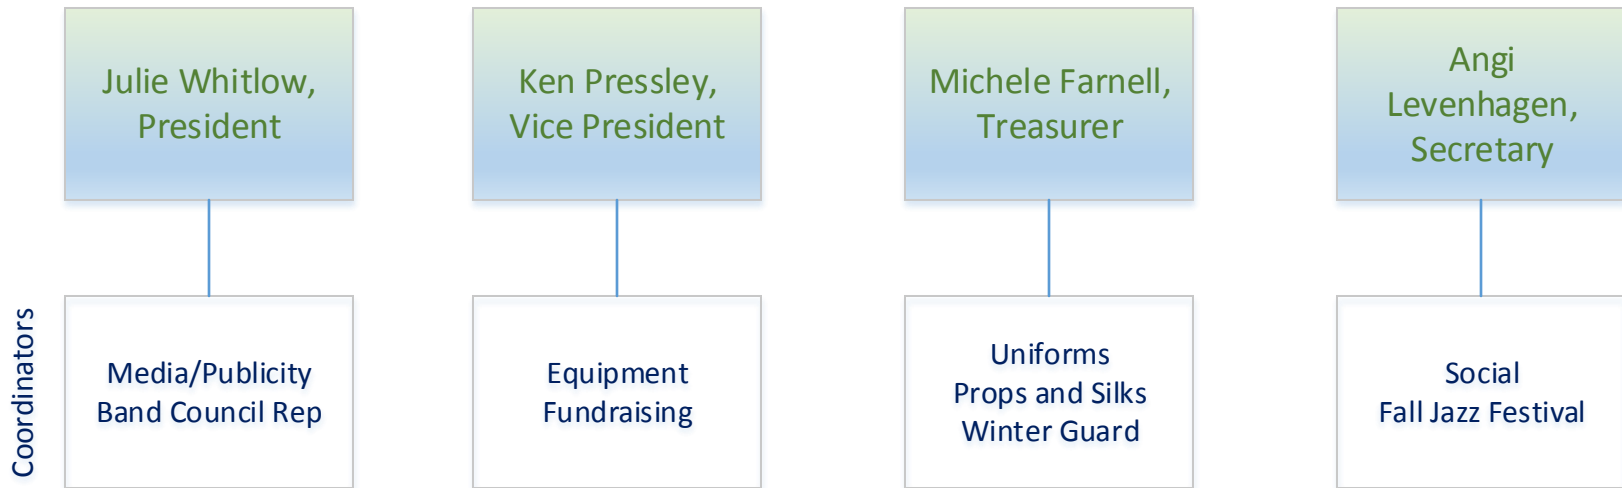 Julie Whitlow,
President
Ken Pressley,
Vice President
Michele Farnell,
Treasurer
Angi
Levenhagen,
Secretary
Coordinators
Media/Publicity
Band Council Rep
Equipment
Fundraising
Uniforms
Props and Silks
Winter Guard
Social
Fall Jazz Festival